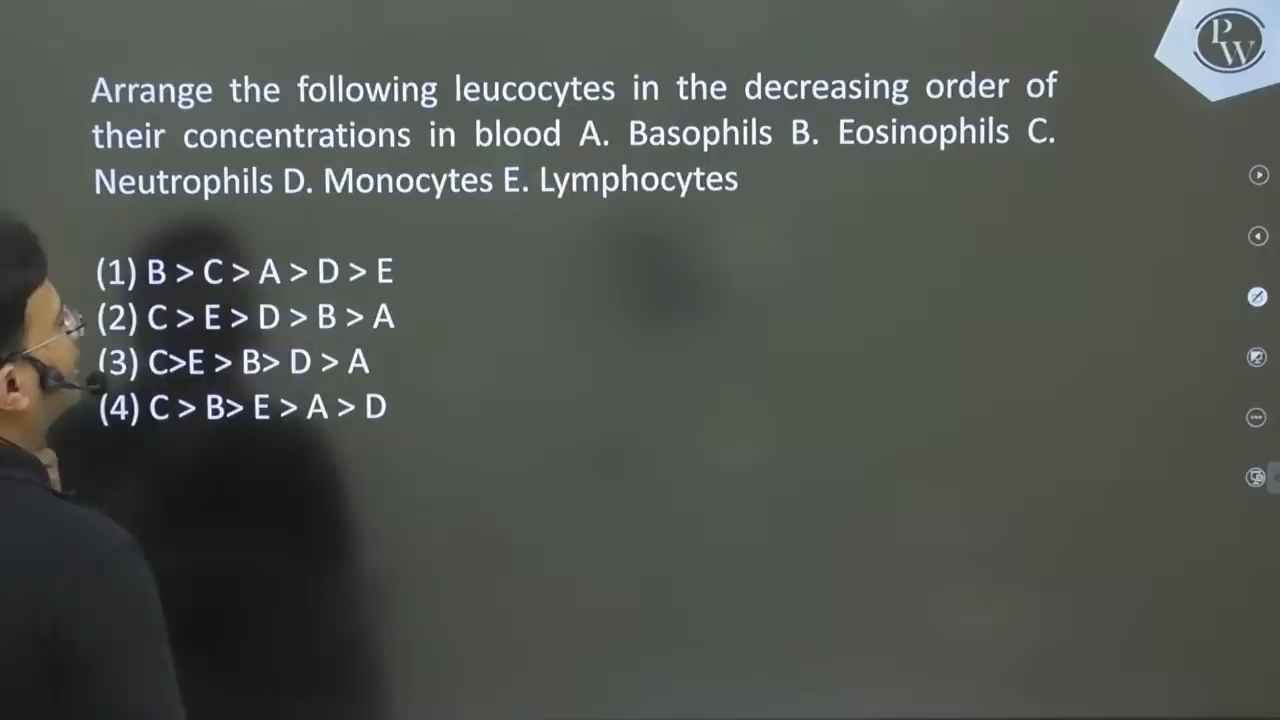 P
W
Arrange the following leucocytes in the decreasing order of
their concentrations in blood A. Basophils B. Eosinophils C.
Neutrophils D. Monocytes E. Lymphocytes
(1) B > C > A > D > E
(2) C > E > D > B > A
(3) C>E > B> D > A
(4) C > B> E > A > D